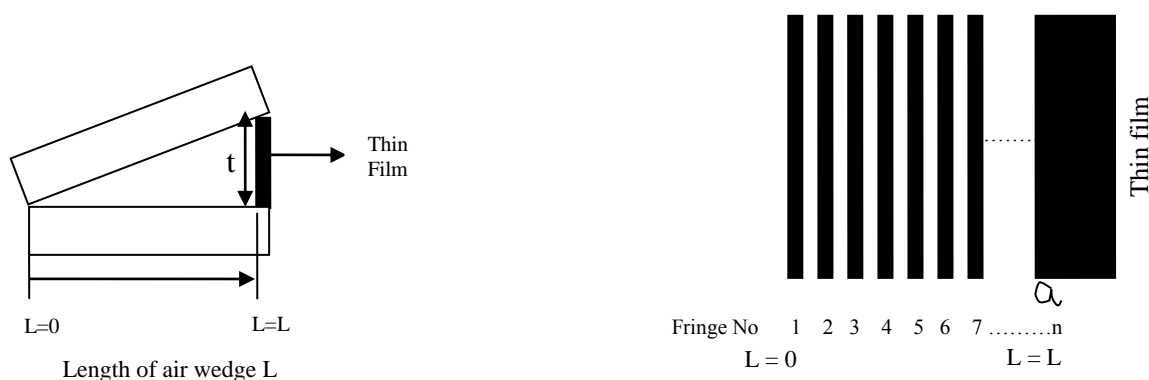 Thin
Film
t
L=0
L=L
Length of air wedge L
Thin film
a
Fringe No 1 2 3 4 5 6 7 ………n
L = 0
L = L